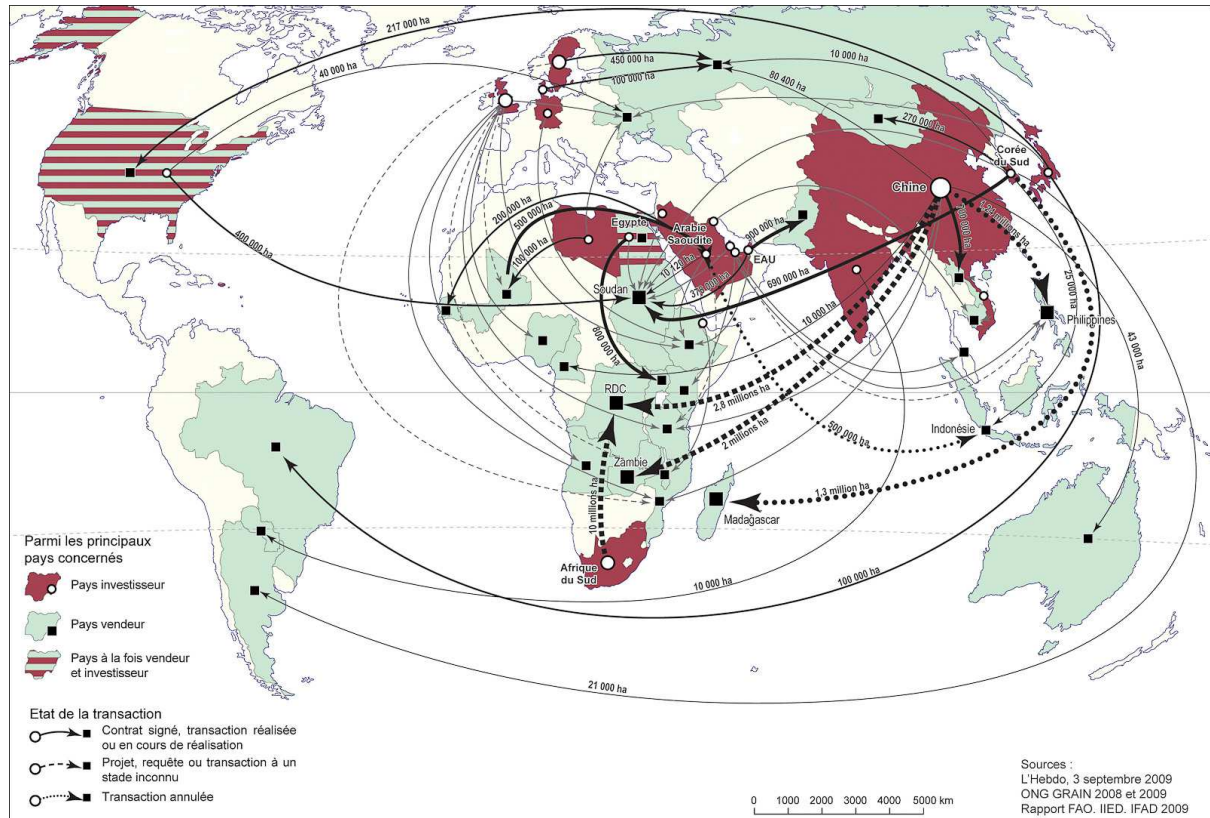 217 000 ha
40 000 ha
450 000 ha
100 000 ha
10 000 ha
80 400 ha
270 000 ha
Corée
du Sud
Chine
1,24 millions
700 000 ha
200 000 ha
500 000 ha
100 000 ha
Egypte
Arabie
Saoudite
900 000 ha
EAU
400 000 ha
10 120 ha
690 000 ha
Soudan
10 000 ha
25 000 ha
Philippines
43 000 ha
600 000 ha
RDC
2,8 millions ha
2 millions ha
500 000 ha
Indonésie
Zambie
10 millions ha
1,3 million ha
Madagascar
Afrique
du Sud
10 000 ha
100 000 ha
21 000 ha
Parmi les principaux
pays concernés
Pays investisseur
Pays vendeur
Pays à la fois vendeur
et investisseur
Etat de la transaction
Contrat signé, transaction réalisée
ou en cours de réalisation
Projet, requête ou transaction à un
stade inconnu
Transaction annulée
0 1000 2000 3000 4000 5000 km
Sources :
L'Hebdo, 3 septembre 2009
ONG GRAIN 2008 et 2009
Rapport FAO. IIED. IFAD 2009